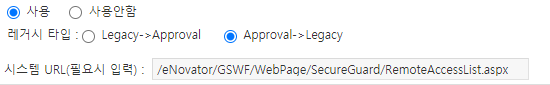 사용 사용안함
레거시 타입 : Legacy->Approval Approval->Legacy
시스템 URL(필요시 입력) : /eNovator/GSWF/WebPage/SecureGuard/RemoteAccessList.aspx